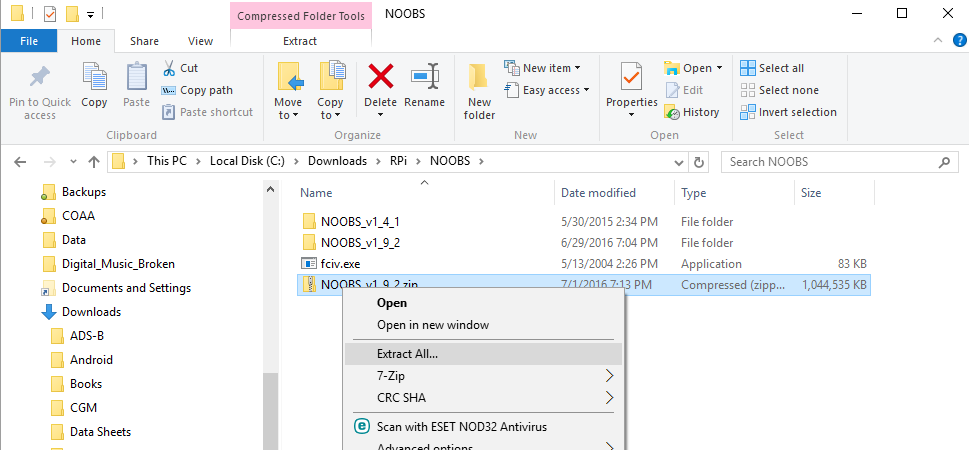 Compressed Folder Tools
NOOBS
File
Home
Share
View
Extract
Pin to Quick
access
Copy
Paste
Cut
Copy path
Paste shortcut
Clipboard
Move
to
Copy
to
Delete
Rename
Organize
New
folder
New item
Easy access
New
Properties
Open
Edit
History
Open
Select all
Select none
Invert selection
Select
This PC > Local Disk (C:) > Downloads > RPi > NOOBS >
Search NOOBS
Backups
COAA
Data
Digital_Music_Broken
Documents and Settings
Downloads
ADS-B
Android
Books
CGM
Data Sheets
Name Date modified Type Size
NOOBS_v1_4_1 5/30/2015 2:34 PM File folder
NOOBS_v1_9_2 6/29/2016 7:04 PM File folder
fciv.exe 5/13/2004 2:26 PM Application 83 KB
NOOBS_v1_9_2.zip 7/1/2016 7:13 PM Compressed (zipp... 1,044,535 KB
Open
Open in new window
Extract All...
7-Zip
CRC SHA
Scan with ESET NOD32 Antivirus
Advanced options